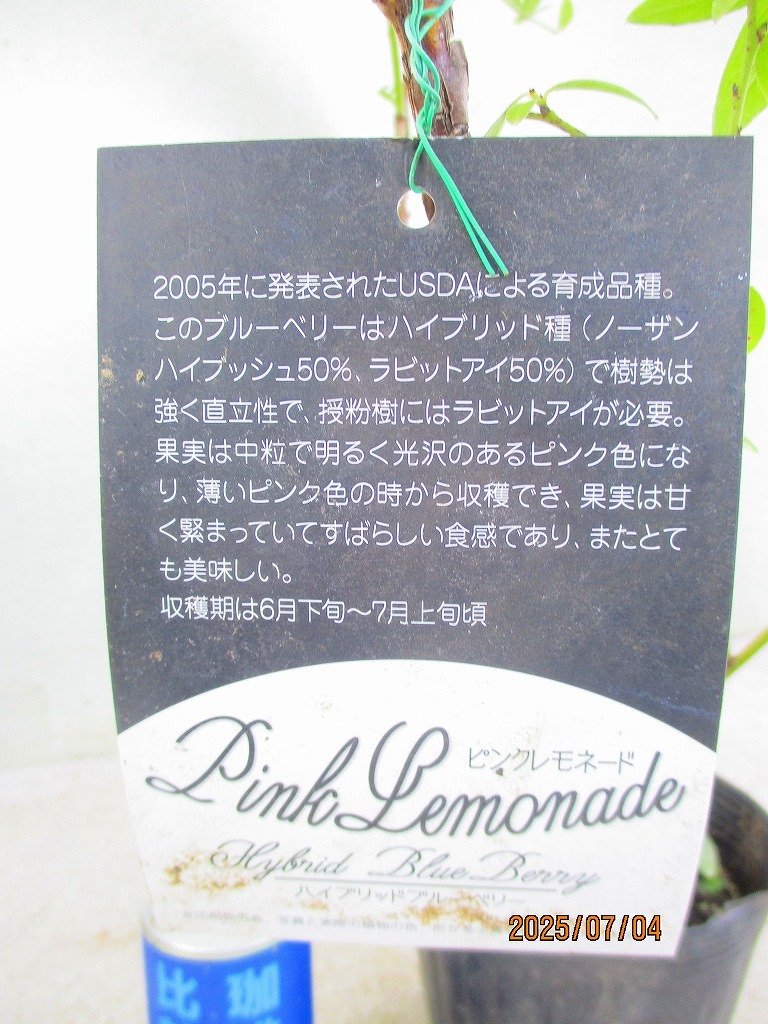 2005年に発表されたUSDAによる育成品種。
このブルーベリーはハイブリッド種（ノーザン
ハイブッシュ50%、ラビットアイ50%）で樹勢は
強く直立性で、授粉樹にはラビットアイが必要。
果実は中粒で明るく光沢のあるピンク色にな
り、薄いピンク色の時から収穫でき、果実は甘
く緊まっていてすばらしい食感であり、またとて
も美味しい。
収穫期は6月下旬～7月上旬頃
ピンクレモネード
Pink Lemonade
Hybrid Blue Berry
ハイブリッドブルーベリー
2025/07/04
比 珈